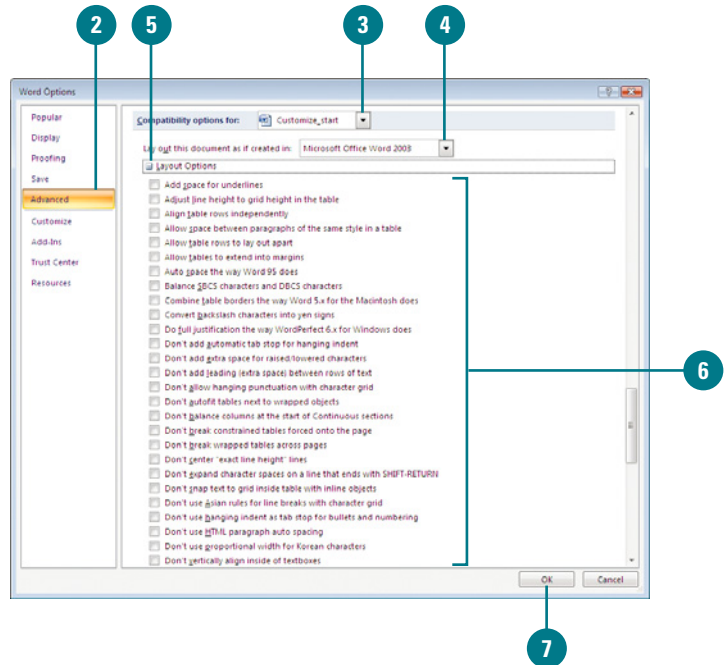 2
5
3
4
Word Options
Popular
Display
Proofing
Save
Advanced
Customize
Add-Ins
Trust Center
Resources
Compatibility options for: Customize_start
Lay out this document as if created in: Microsoft Office Word 2003
Layout Options
Add space for underlines
Adjust line height to grid height in the table
Align table rows independently
Allow space between paragraphs of the same style in a table
Allow table rows to lay out apart
Allow tables to extend into margins
Auto space the way Word 95 does
Balance SBCS characters and DBCS characters
Combine table borders the way Word 5.x for the Macintosh does
Convert backslash characters into yen signs
Do full justification the way WordPerfect 6.x for Windows does
Don't add automatic tab stop for hanging indent
Don't add extra space for raised/lowered characters
Don't add leading (extra space) between rows of text
Don't allow hanging punctuation with character grid
Don't autofit tables next to wrapped objects
Don't balance columns at the start of Continuous sections
Don't break constrained tables forced onto the page
Don't break wrapped tables across pages
Don't center "exact line height" lines
Don't expand character spaces on a line that ends with SHIFT-RETURN
Don't snap text to grid inside table with inline objects
Don't use Asian rules for line breaks with character grid
Don't use hanging indent as tab stop for bullets and numbering
Don't use HTML paragraph auto spacing
Don't use proportional width for Korean characters
Don't vertically align inside of textboxes
6
OK
Cancel
7